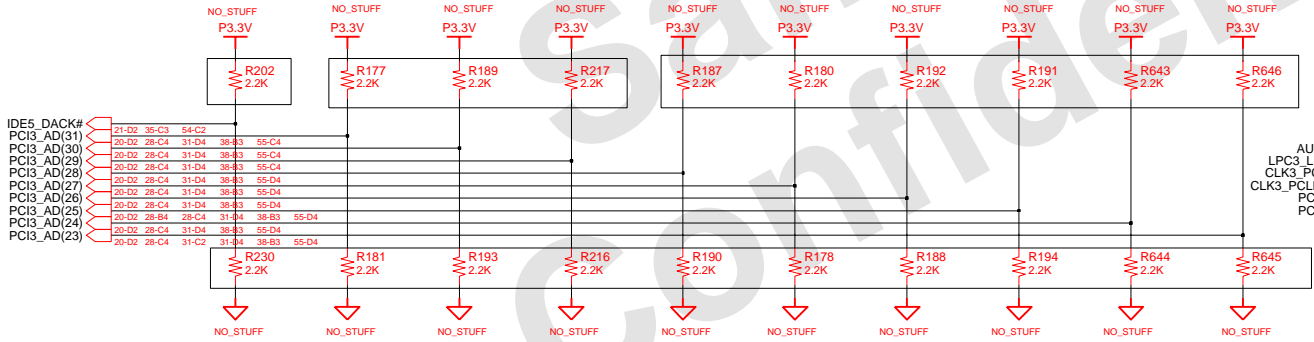 NO_STUFF NO_STUFF NO_STUFF NO_STUFF NO_STUFF NO_STUFF NO_STUFF NO_STUFF NO_STUFF NO_STUFF
P3.3V P3.3V P3.3V P3.3V P3.3V P3.3V P3.3V P3.3V P3.3V P3.3V
R202 R177 R189 R217 R187 R180 R192 R191 R643 R646
2.2K 2.2K 2.2K 2.2K 2.2K 2.2K 2.2K 2.2K 2.2K 2.2K
IDE5_DACK#
21-D2 35-C3 54-C2
PCI3_AD(31)
20-D2 28-C4 31-D4 38-B3 55-C4
PCI3_AD(30)
20-D2 28-C4 31-D4 38-B3 55-C4
PCI3_AD(29)
20-D2 28-C4 31-D4 38-B3 55-C4
PCI3_AD(28)
20-D2 28-C4 31-D4 38-B3 55-D4
PCI3_AD(27)
20-D2 28-C4 31-D4 38-B3 55-D4
PCI3_AD(26)
20-D2 28-C4 31-D4 38-B3 55-D4
PCI3_AD(25)
20-D2 28-B4 28-C4 31-D4 38-B3 55-D4
PCI3_AD(24)
20-D2 28-C4 31-D4 38-B3 55-D4
PCI3_AD(23)
20-D2 28-C4 31-C2 31-D4 38-B3 55-D4
AU
LPC3_L
CLK3_PC
CLK3_PCL
PC
PC
R230 R181 R193 R216 R190 R178 R188 R194 R644 R645
2.2K 2.2K 2.2K 2.2K 2.2K 2.2K 2.2K 2.2K 2.2K 2.2K
NO_STUFF NO_STUFF NO_STUFF NO_STUFF NO_STUFF NO_STUFF NO_STUFF NO_STUFF NO_STUFF NO_STUFF
Sa
Confiden